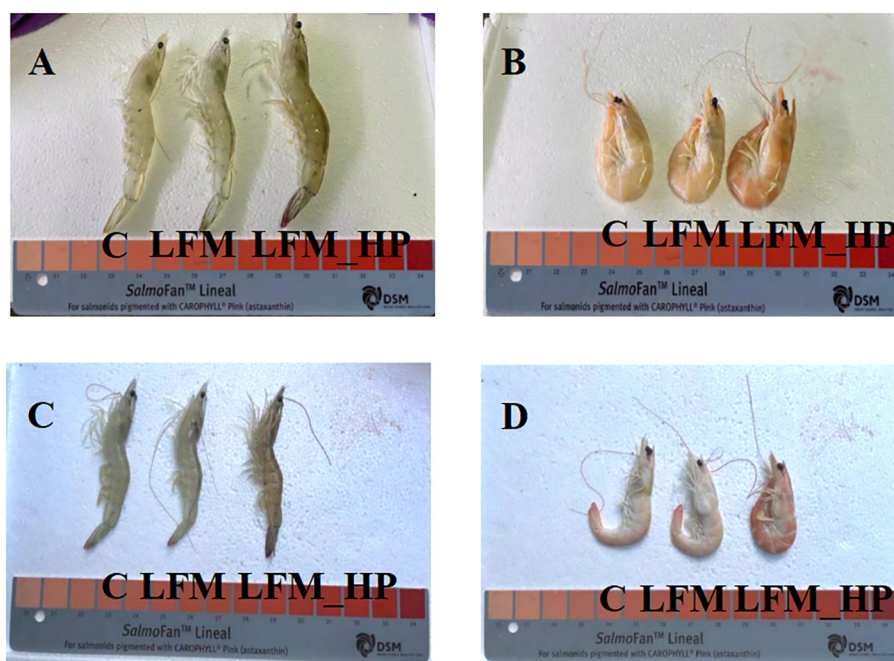 A
C LFM LFM_HP
SalmoFan™ Lineal
For salmonids pigmented with CAROPHYLL® Pink (astaxanthin)
DSM
B
C LFM LFM_HP
SalmoFan™ Lineal
For salmonids pigmented with CAROPHYLL® Pink (astaxanthin)
DSM
C
C LFM LFM_HP
SalmoFan™ Lineal
For salmonids pigmented with CAROPHYLL® Pink (astaxanthin)
DSM
D
C LFM LFM_HP
SalmoFan™ Lineal
For salmonids pigmented with CAROPHYLL® Pink (astaxanthin)
DSM